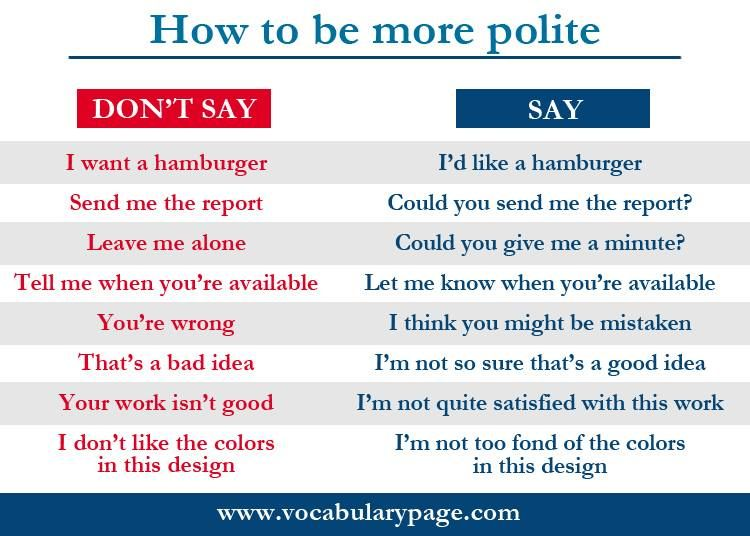 How to be more polite
DON'T SAY
SAY
I want a hamburger
I'd like a hamburger
Send me the report
Could you send me the report?
Leave me alone
Could you give me a minute?
Tell me when you're available
Let me know when you're available
You're wrong
I think you might be mistaken
That's a bad idea
I'm not so sure that's a good idea
Your work isn't good
I'm not quite satisfied with this work
I don't like the colors
in this design
I'm not too fond of the colors
in this design
www.vocabularypage.com